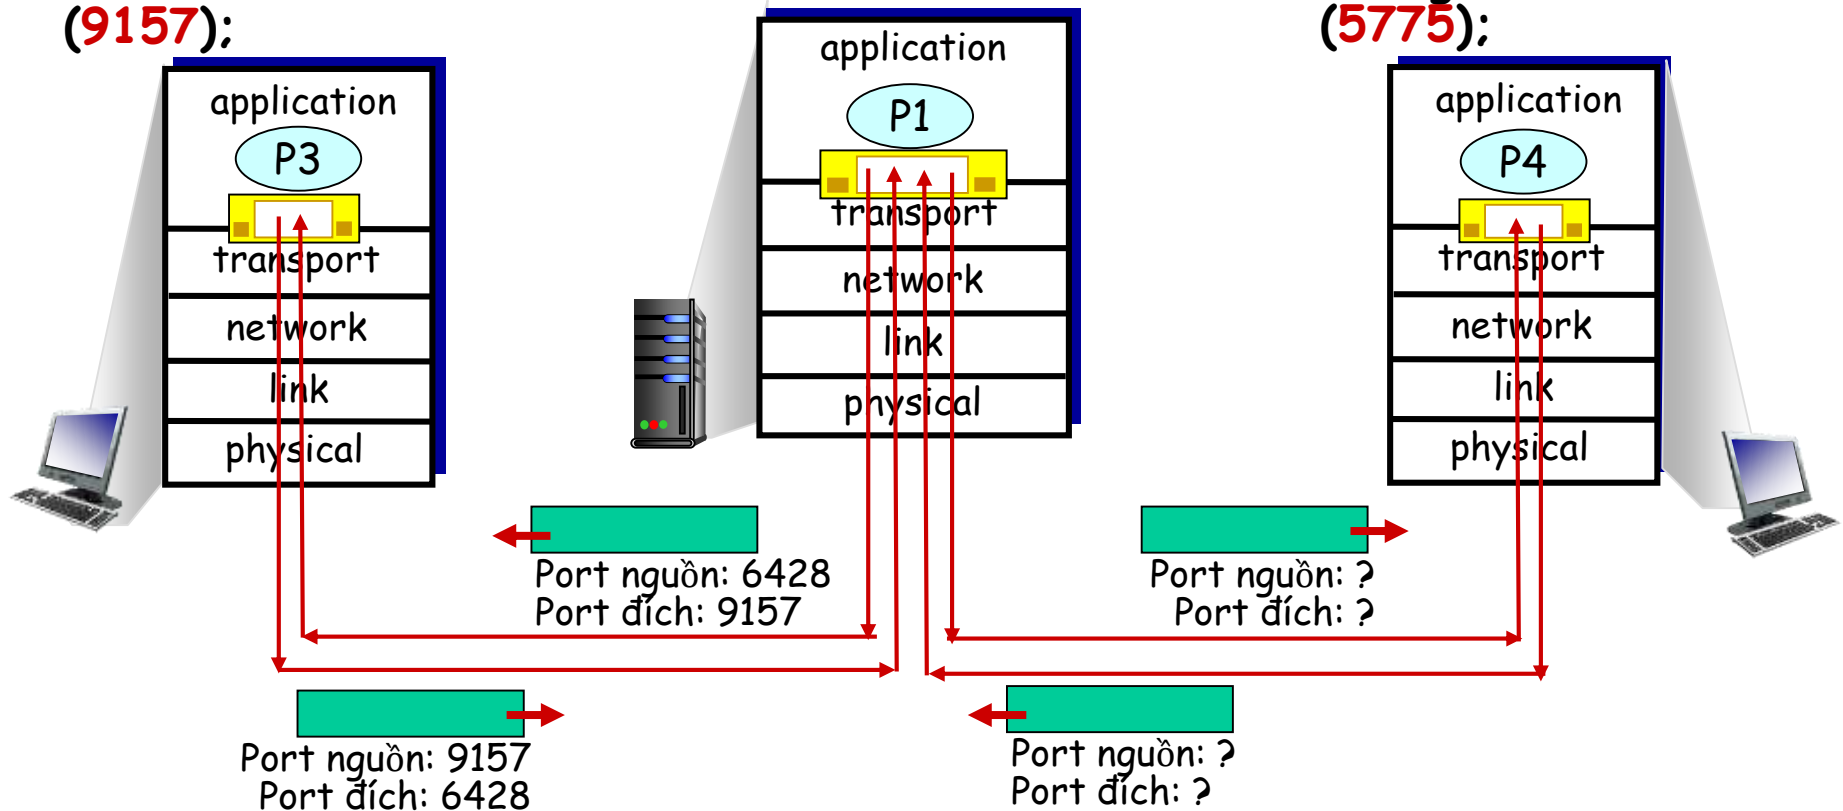 (9157);
application
P3
transport
network
link
physical
application
P1
transport
network
link
physical
(5775);
application
P4
transport
network
link
physical
Port nguồn: 6428
Port đích: 9157
Port nguồn: ?
Port đích: ?
Port nguồn: 9157
Port đích: 6428
Port nguồn: ?
Port đích: ?